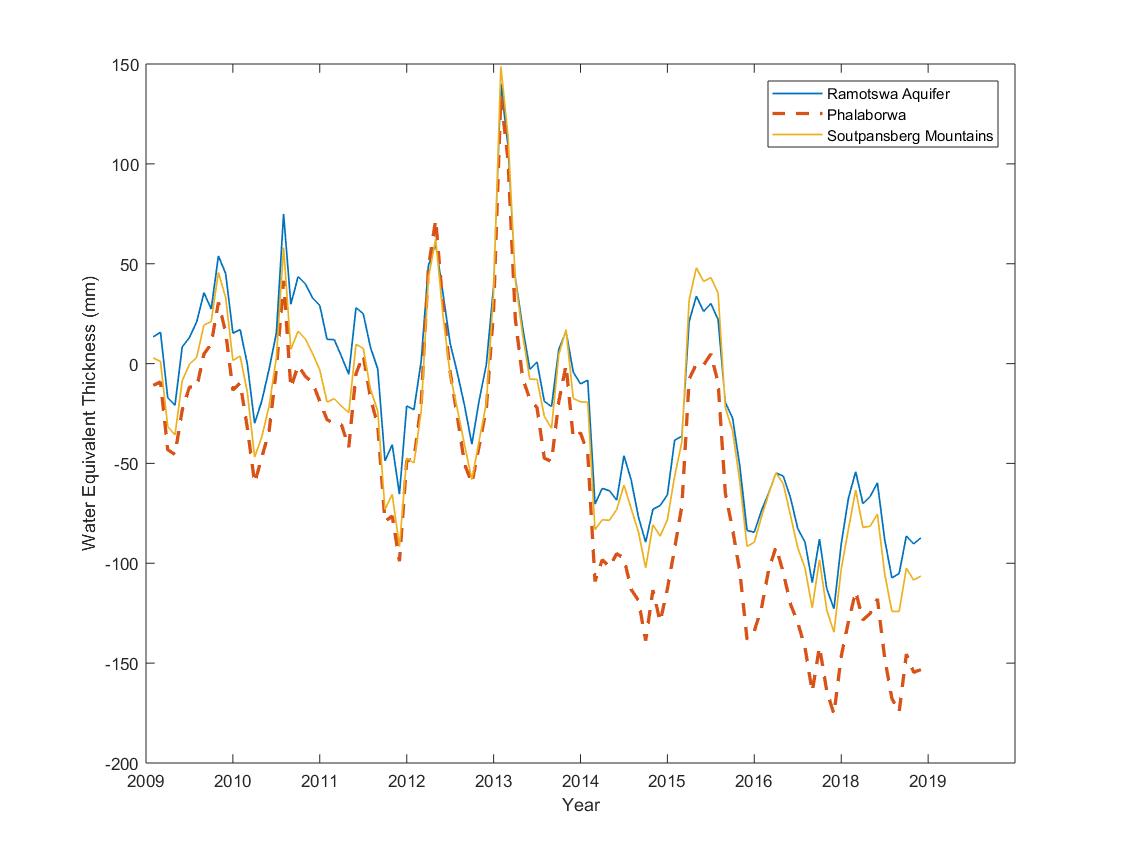 150
100
50
0
-50
-100
-150
-200
Water Equivalent Thickness (mm)
Ramotswa Aquifer
Phalaborwa
Soutpansberg Mountains
2009 2010 2011 2012 2013 2014 2015 2016 2018 2019
Year